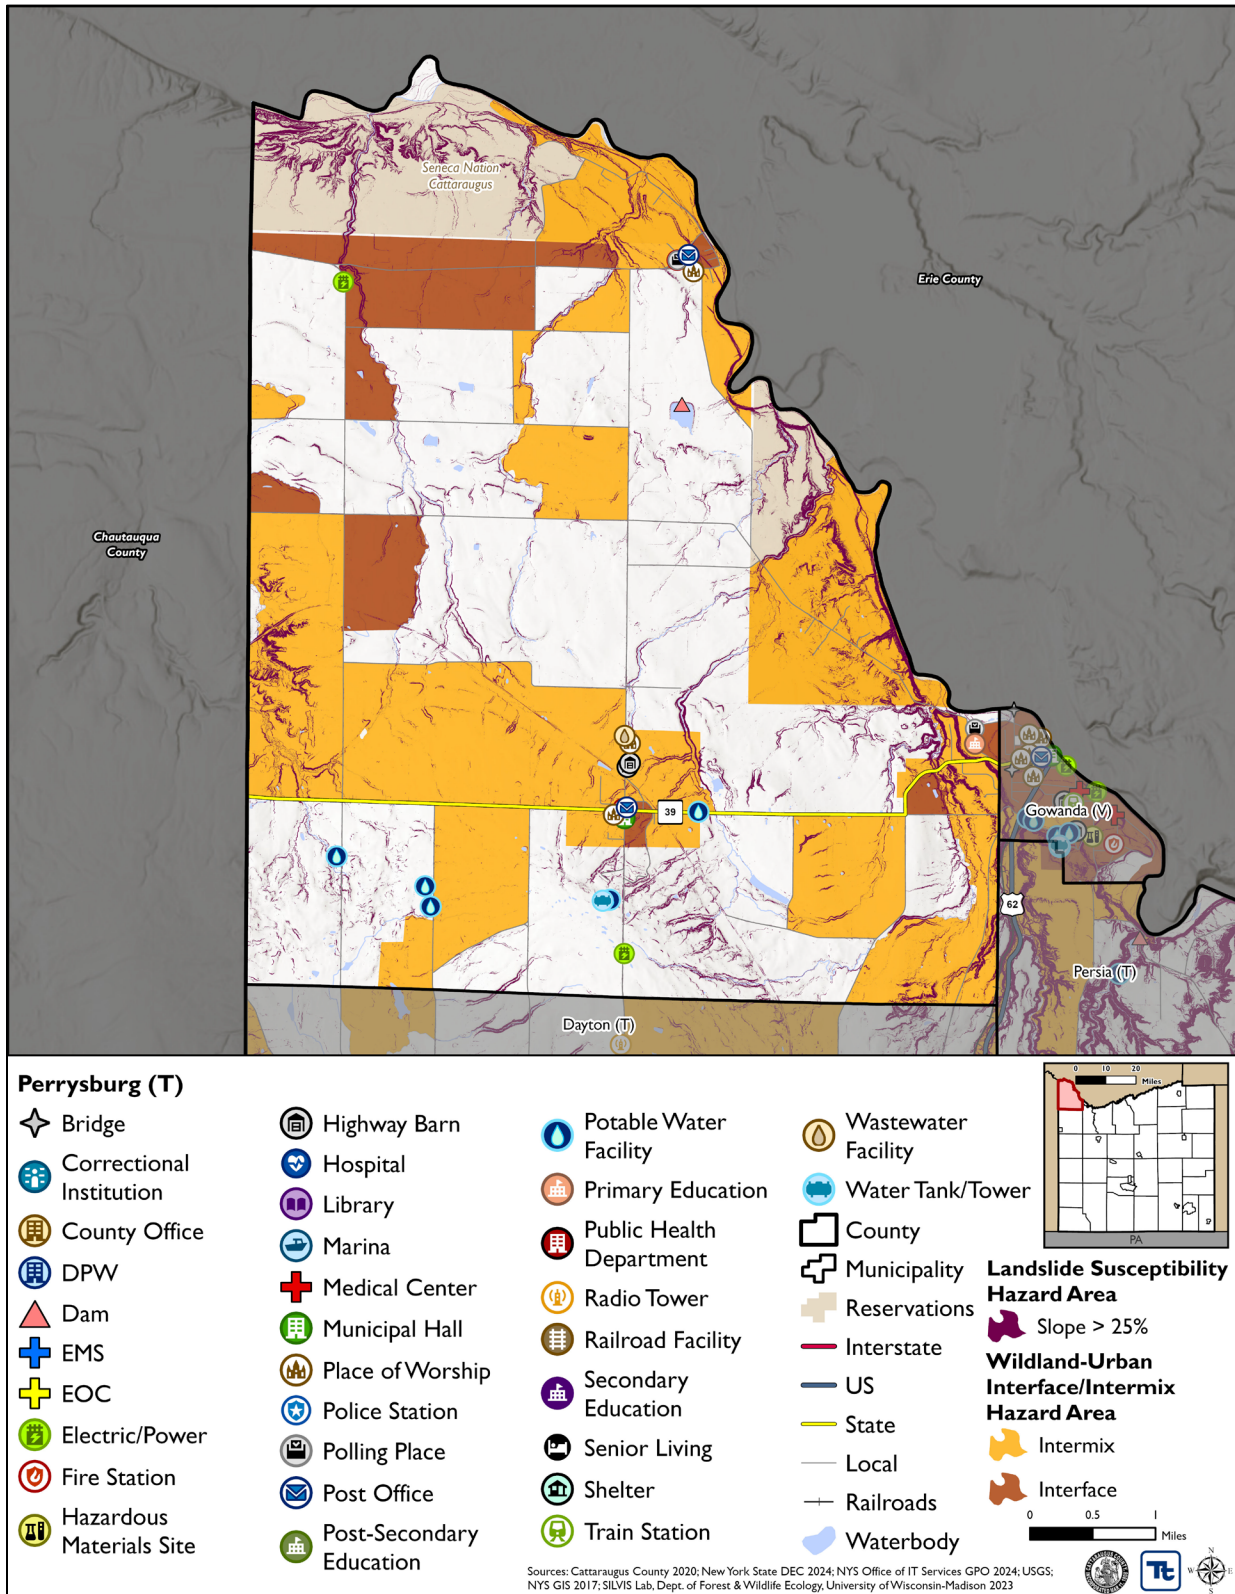 Seneca Nation
Cattaraugus
Erie County
Chautauqua
County
39
Gowanda (V)
62
Persia (T)
Dayton (T)
Perrysburg (T)
Bridge
Correctional
Institution
County Office
DPW
Dam
EMS
EOC
Electric/Power
Fire Station
Hazardous
Materials Site
Highway Barn
Hospital
Library
Marina
Medical Center
Municipal Hall
Place of Worship
Police Station
Polling Place
Post Office
Post-Secondary
Education
Potable Water
Facility
Primary Education
Public Health
Department
Radio Tower
Railroad Facility
Secondary
Education
Senior Living
Shelter
Train Station
Wastewater
Facility
Water Tank/Tower
County
Municipality
Reservations
Interstate
US
State
Local
Railroads
Waterbody
0 10 20
Miles
PA
Landslide Susceptibility
Hazard Area
Slope > 25%
Wildland-Urban
Interface/Intermix
Hazard Area
Intermix
Interface
0 0.5 1
Miles
Tt
N
W E
S
Sources: Cattaraugus County 2020; New York State DEC 2024; NYS Office of IT Services GPO 2024; USGS;
NYS GIS 2017; SILVIS Lab, Dept. of Forest & Wildlife Ecology, University of Wisconsin-Madison 2023